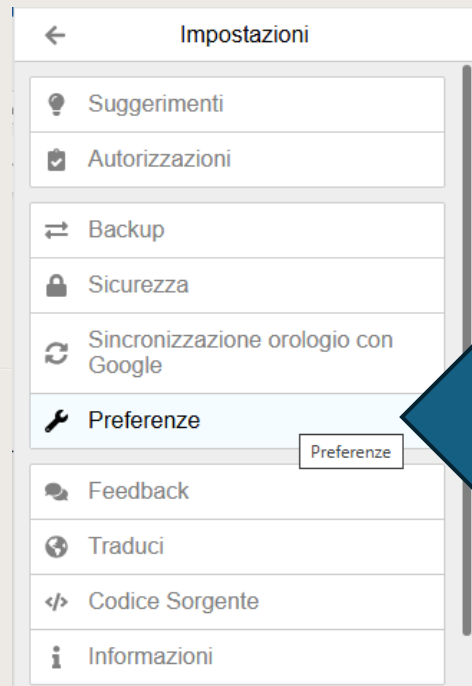 Impostazioni
Suggerimenti
Autorizzazioni
Backup
Sicurezza
Sincronizzazione orologio con
Google
Preferenze
Preferenze
Feedback
Traduci
Codice Sorgente
Informazioni